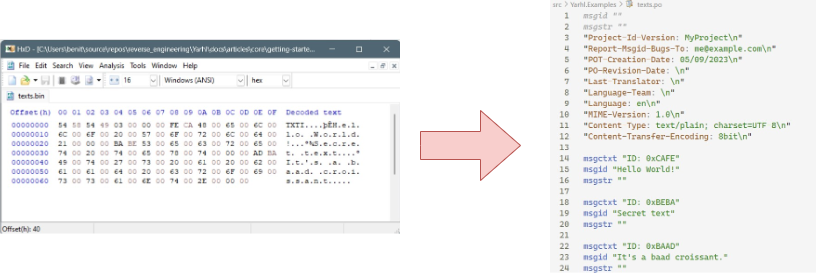 HxD - [C:\Users\benit\source\repos\reverse_engineering\Yarhl\docs\articles\core\getting-starte...
File Edit Search View Analysis Tools Window Help
16 Windows (ANSI) hex
texts.bin
Offset(h) 00 01 02 03 04 05 06 07 08 09 0A 0B 0C 0D 0E 0F Decoded text
00000000 54 58 54 49 03 00 00 00 FE CA 48 00 65 00 6C 00 TXTI....þÊH.e.l.
00000010 6C 00 6F 00 20 00 57 00 6F 00 72 00 6C 00 64 00 l.o. .W.o.r.l.d.
00000020 21 00 00 00 BA BE 53 00 65 00 63 00 72 00 65 00 !...º¾S.e.c.r.e.
00000030 74 00 20 00 74 00 65 00 78 00 74 00 00 00 AD BA t. .t.e.x.t....º
00000040 49 00 74 00 27 00 73 00 20 00 61 00 20 00 62 00 I.t.'.s. .a. .b.
00000050 61 00 61 00 64 00 20 00 63 00 72 00 6F 00 69 00 a.a.d. .c.r.o.i.
00000060 73 00 73 00 61 00 6E 00 74 00 2E 00 00 00 s.s.a.n.t.....
Offset(h): 40
src > Yarhl.Examples > texts.po
1 msgid ""
2 msgstr ""
3 "Project-Id-Version: MyProject\n"
4 "Report-Msgid-Bugs-To: me@example.com\n"
5 "POT-Creation-Date: 05/09/2023\n"
6 "PO-Revision-Date: \n"
7 "Last-Translator: \n"
8 "Language-Team: \n"
9 "Language: en\n"
10 "MIME-Version: 1.0\n"
11 "Content-Type: text/plain; charset=UTF-8\n"
12 "Content-Transfer-Encoding: 8bit\n"
13
14 msgctxt "ID: 0xCAFE"
15 msgid "Hello World!"
16 msgstr ""
17
18 msgctxt "ID: 0xBEBA"
19 msgid "Secret text"
20 msgstr ""
21
22 msgctxt "ID: 0xBAAD"
23 msgid "It's a baad croissant."
24 msgstr ""